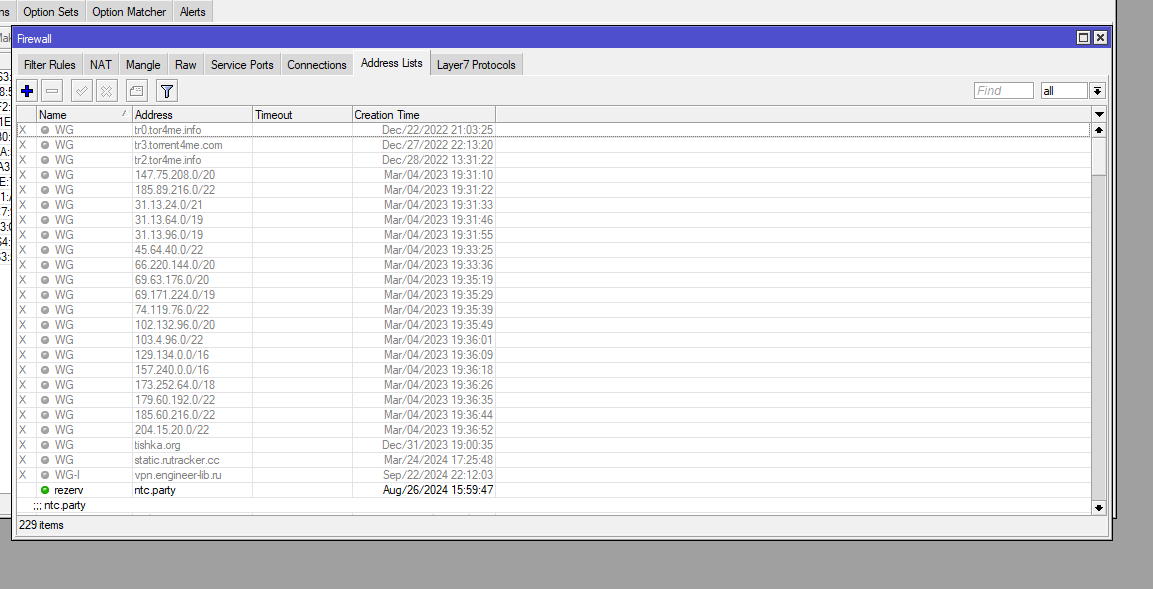 ns Option Sets Option Matcher Alerts
Firewall
Filter Rules NAT Mangle Raw Service Ports Connections Address Lists Layer7 Protocols
Find all
Name Address Timeout Creation Time
X WG tr0.tor4me.info Dec/22/2022 21:03:25
X WG tr3.torrent4me.com Dec/27/2022 22:13:20
X WG tr2.tor4me.info Dec/28/2022 13:31:22
X WG 147.75.208.0/20 Mar/04/2023 19:31:10
X WG 185.89.216.0/22 Mar/04/2023 19:31:22
X WG 31.13.24.0/21 Mar/04/2023 19:31:33
X WG 31.13.64.0/19 Mar/04/2023 19:31:46
X WG 31.13.96.0/19 Mar/04/2023 19:31:55
X WG 45.64.40.0/22 Mar/04/2023 19:33:25
X WG 66.220.144.0/20 Mar/04/2023 19:33:36
X WG 69.63.176.0/20 Mar/04/2023 19:35:19
X WG 69.171.224.0/19 Mar/04/2023 19:35:29
X WG 74.119.76.0/22 Mar/04/2023 19:35:39
X WG 102.132.96.0/20 Mar/04/2023 19:35:49
X WG 103.4.96.0/22 Mar/04/2023 19:36:01
X WG 129.134.0.0/16 Mar/04/2023 19:36:09
X WG 157.240.0.0/16 Mar/04/2023 19:36:18
X WG 173.252.64.0/18 Mar/04/2023 19:36:26
X WG 179.60.192.0/22 Mar/04/2023 19:36:35
X WG 185.60.216.0/22 Mar/04/2023 19:36:44
X WG 204.15.20.0/22 Mar/04/2023 19:36:52
X WG tishka.org Dec/31/2023 19:00:35
X WG static.rutracker.cc Mar/24/2024 17:25:48
X WG-I vpn.engineer-lib.ru Sep/22/2024 22:12:03
rezerv ntc.party Aug/26/2024 15:59:47
;;; ntc.party
229 items